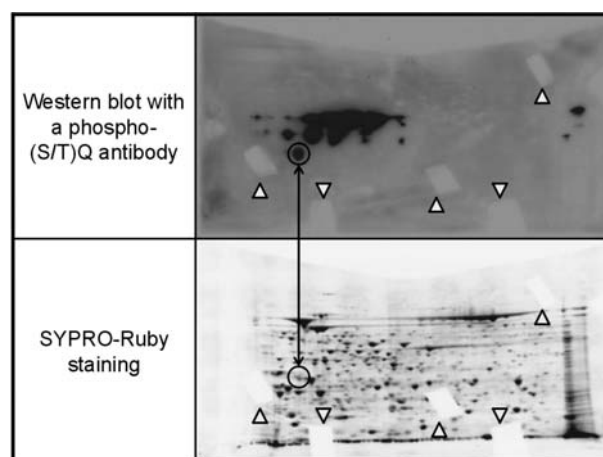 Western blot with
a phospho-
(S/T)Q antibody
SYPRO-Ruby
staining